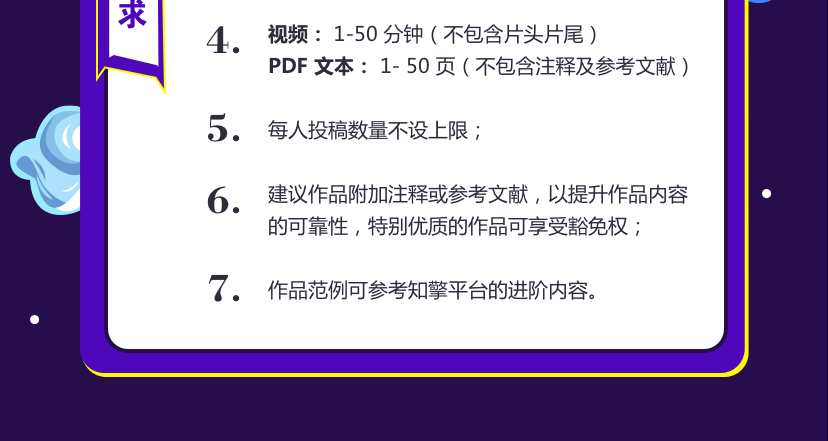 求
4. 视频： 1-50 分钟（不包含片头片尾）
PDF 文本： 1- 50 页（不包含注释及参考文献）
5. 每人投稿数量不设上限；
6. 建议作品附加注释或参考文献，以提升作品内容
的可靠性，特别优质的作品可享受豁免权；
7. 作品范例可参考知擎平台的进阶内容。